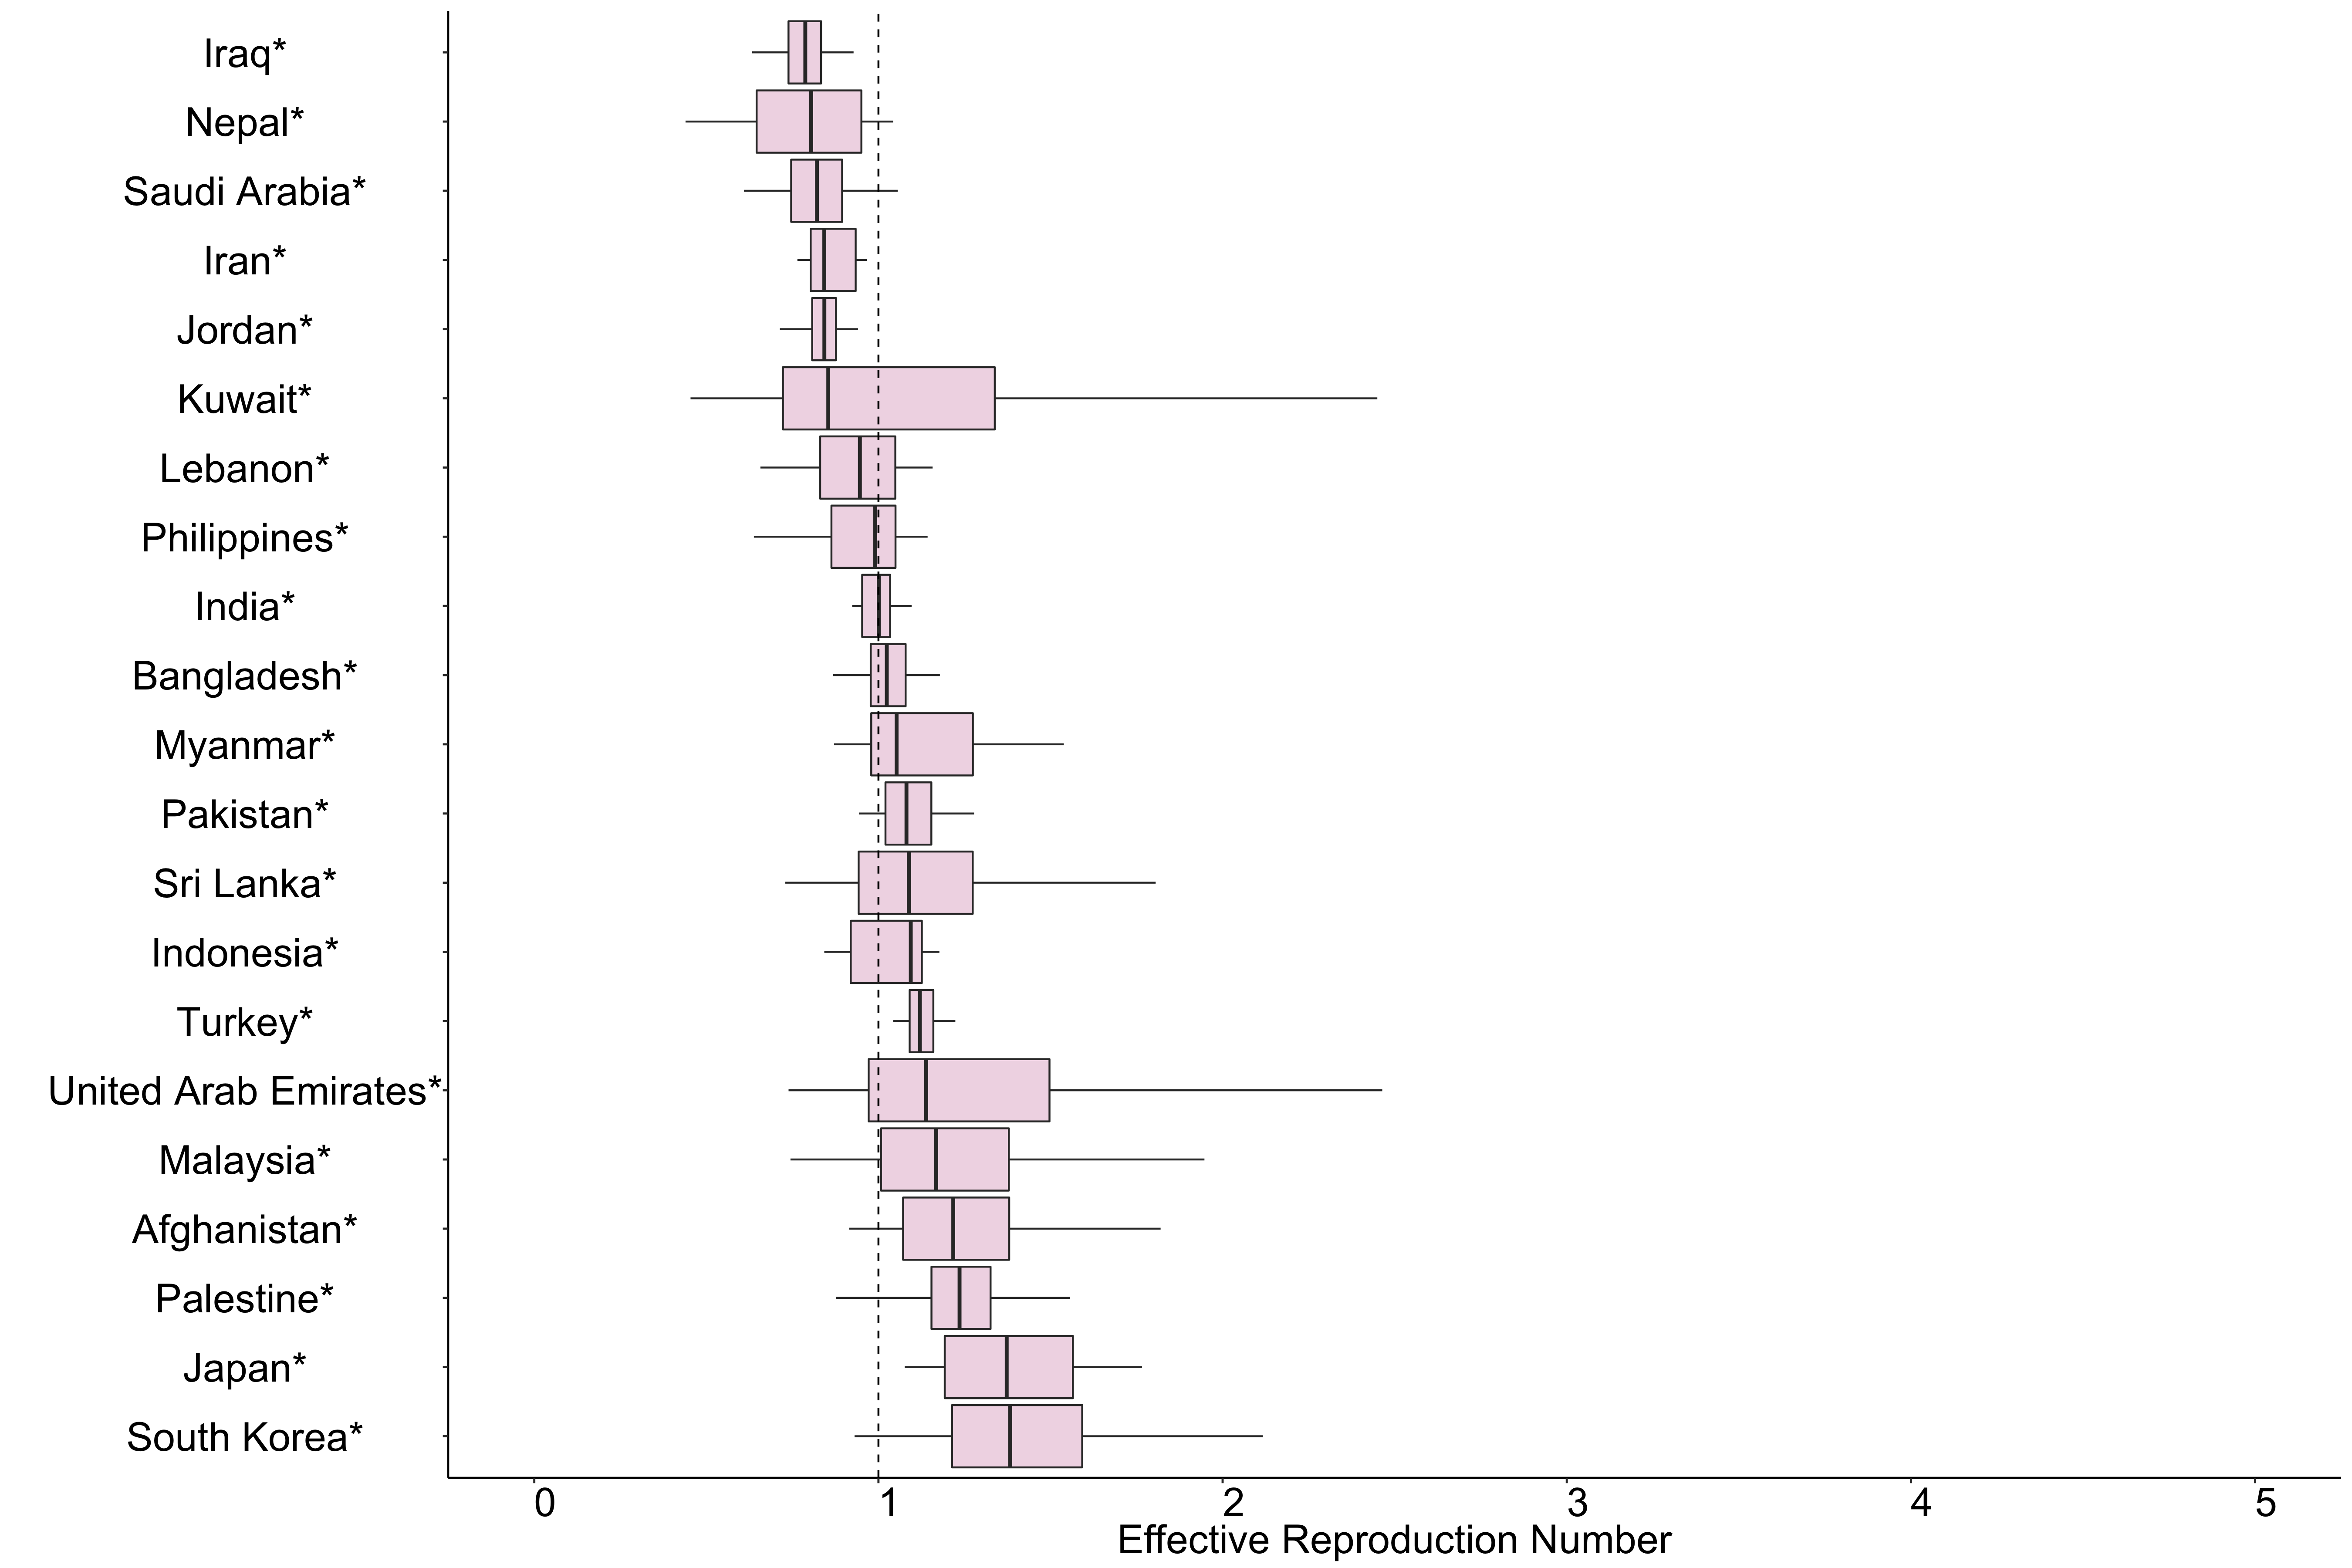 Iraq*
Nepal*
Saudi Arabia*
Iran*
Jordan*
Kuwait*
Lebanon*
Philippines*
India*
Bangladesh*
Myanmar*
Pakistan*
Sri Lanka*
Indonesia*
Turkey*
United Arab Emirates*
Malaysia*
Afghanistan*
Palestine*
Japan*
South Korea*
0 1 2 3 4 5
Effective Reproduction Number